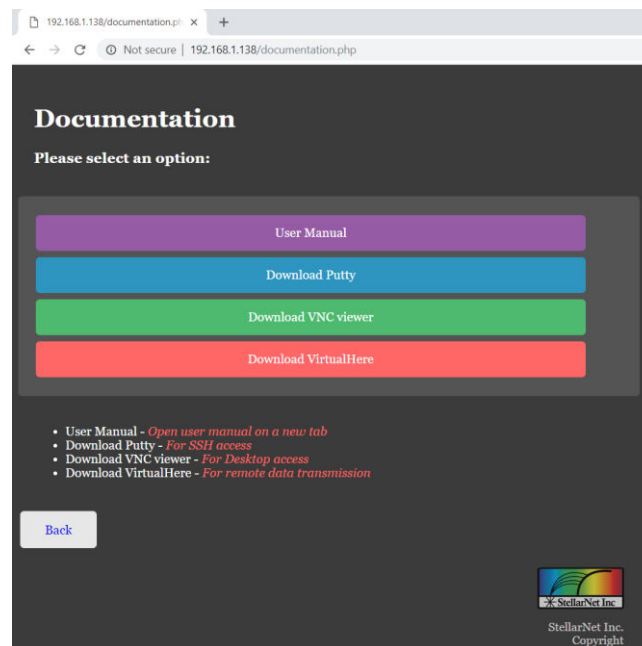 192.168.1.138/documentation.ph
Not secure | 192.168.1.138/documentation.php
Documentation
Please select an option:
User Manual
Download Putty
Download VNC viewer
Download VirtualHere
• User Manual - Open user manual on a new tab
• Download Putty - For SSH access
• Download VNC viewer - For Desktop access
• Download VirtualHere - For remote data transmission
Back
StellarNet Inc
StellarNet Inc.
Copyright